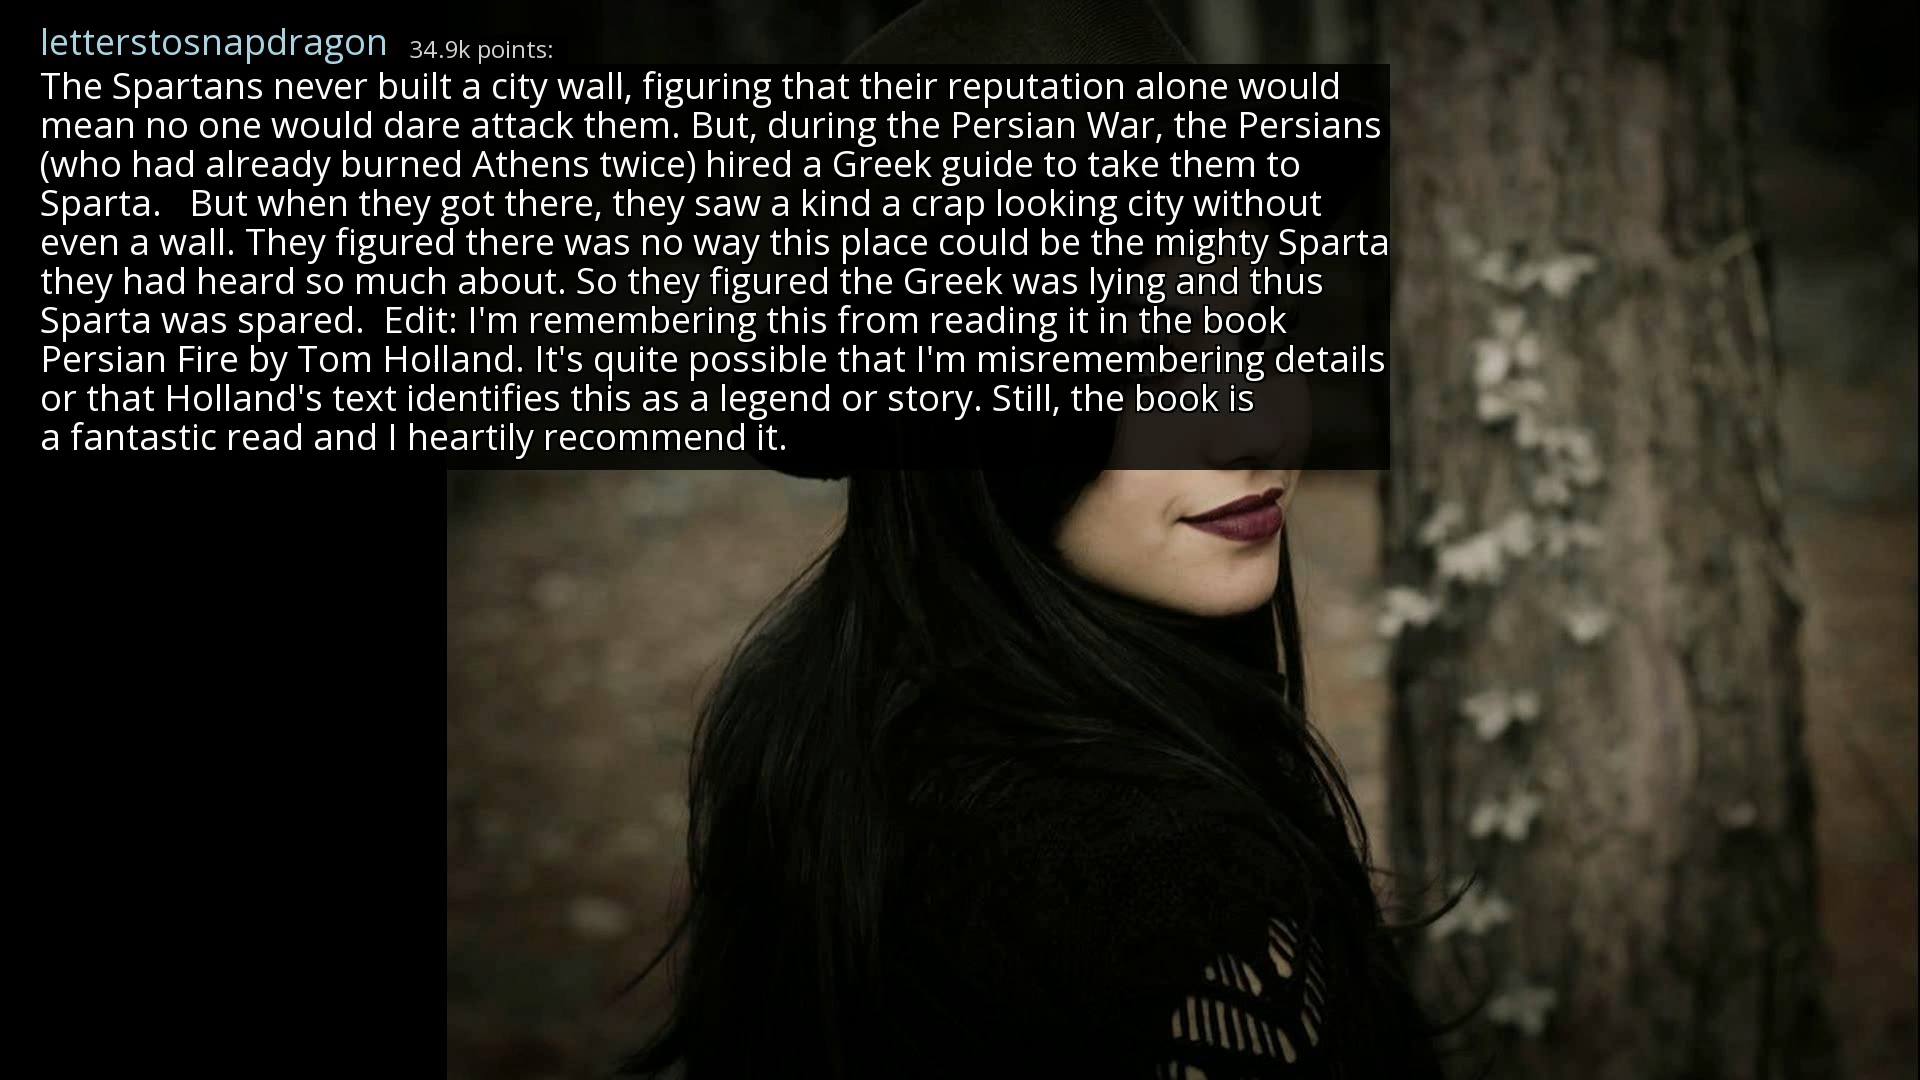 letterstosnapdragon 34.9k points:
The Spartans never built a city wall, figuring that their reputation alone would
mean no one would dare attack them. But, during the Persian War, the Persians
(who had already burned Athens twice) hired a Greek guide to take them to
Sparta.   But when they got there, they saw a kind a crap looking city without
even a wall. They figured there was no way this place could be the mighty Sparta
they had heard so much about. So they figured the Greek was lying and thus
Sparta was spared.  Edit: I'm remembering this from reading it in the book
Persian Fire by Tom Holland. It's quite possible that I'm misremembering details
or that Holland's text identifies this as a legend or story. Still, the book is
a fantastic read and I heartily recommend it.